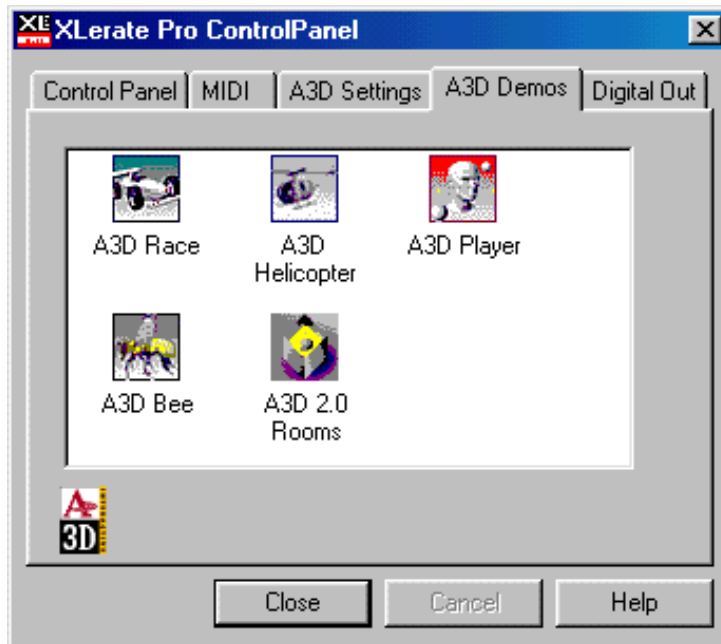 XLERATE XLerate Pro ControlPanel
Control Panel MIDI A3D Settings A3D Demos Digital Out
A3D Race A3D Helicopter A3D Player
A3D Bee A3D 2.0 Rooms
A
3D
Close Cancel Help